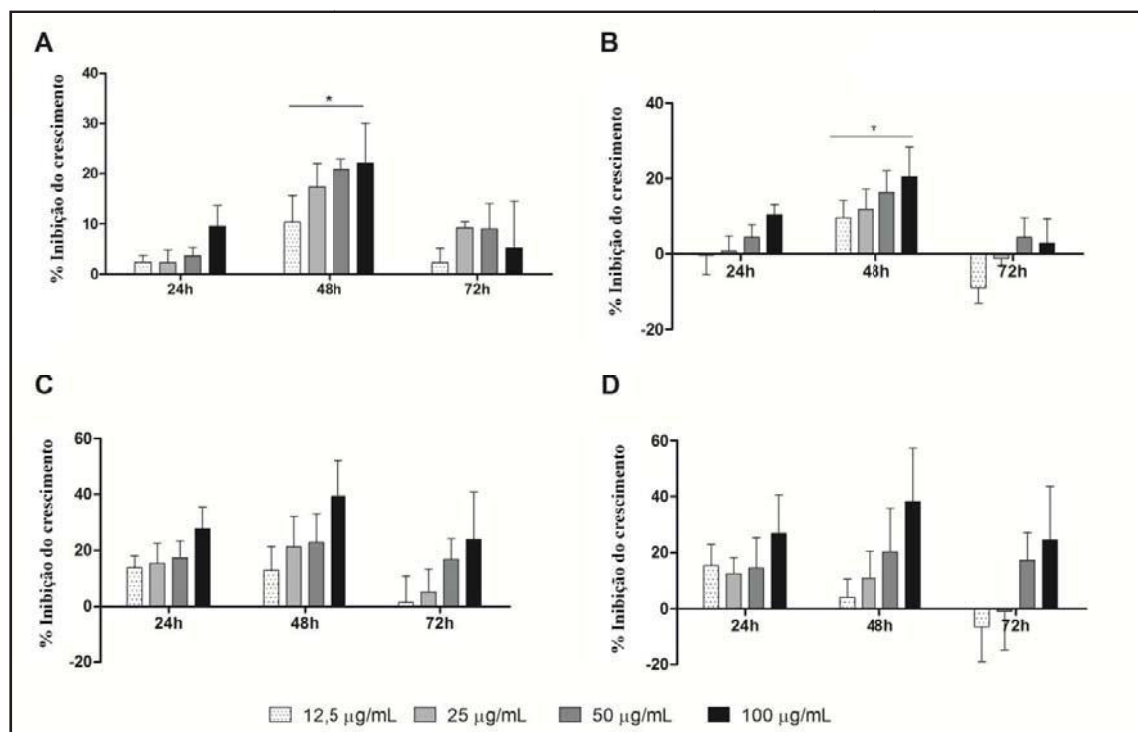 A
% Inibição do crescimento
40
30
20
10
0
*
24h
48h
72h
B
% Inibição do crescimento
40
20
0
-20
24h
48h
72h
C
% Inibição do crescimento
60
40
20
0
-20
24h
48h
72h
D
% Inibição do crescimento
60
40
20
0
-20
24h
48h
72h
12,5 µg/mL 25 µg/mL 50 µg/mL 100 µg/mL